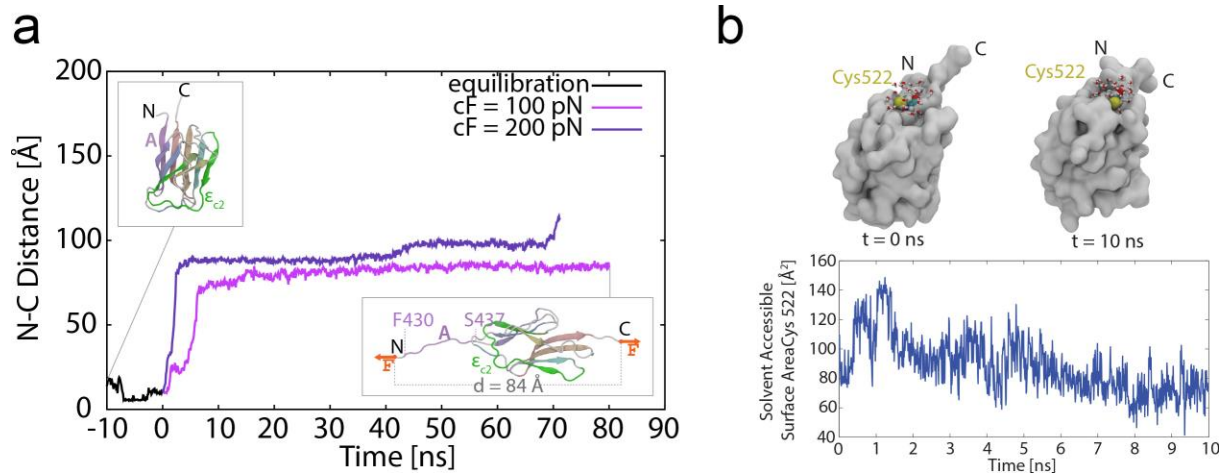 a
N-C Distance [Å]
200
150
100
50
0
-10 0 10 20 30 40 50 60 70 80 90
Time [ns]
equilibration
cF = 100 pN
cF = 200 pN
C
N
A
εc2
F430 S437
A
N
C
F
F
εc2
d = 84 Å
b
N C
Cys522
t = 0 ns
N
Cys522
C
t = 10 ns
Solvent Accessible
Surface AreaCys 522 [Å²]
160
140
120
100
80
60
40
0 1 2 3 4 5 6 7 8 9 10
Time [ns]